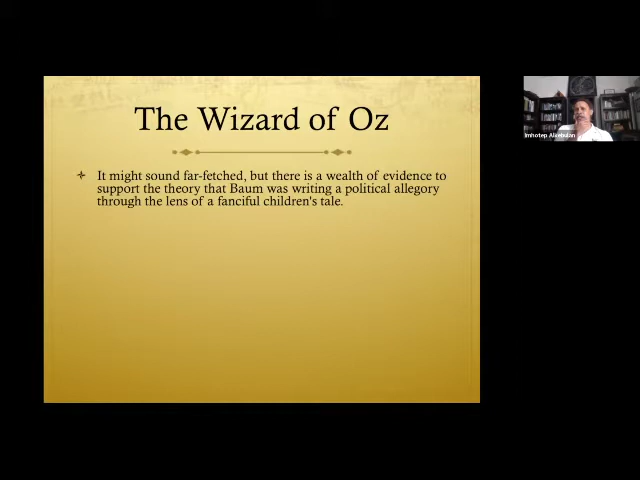 The Wizard of Oz
It might sound far-fetched, but there is a wealth of evidence to
support the theory that Baum was writing a political allegory
through the lens of a fanciful children's tale.
Imhotep Alkebulan